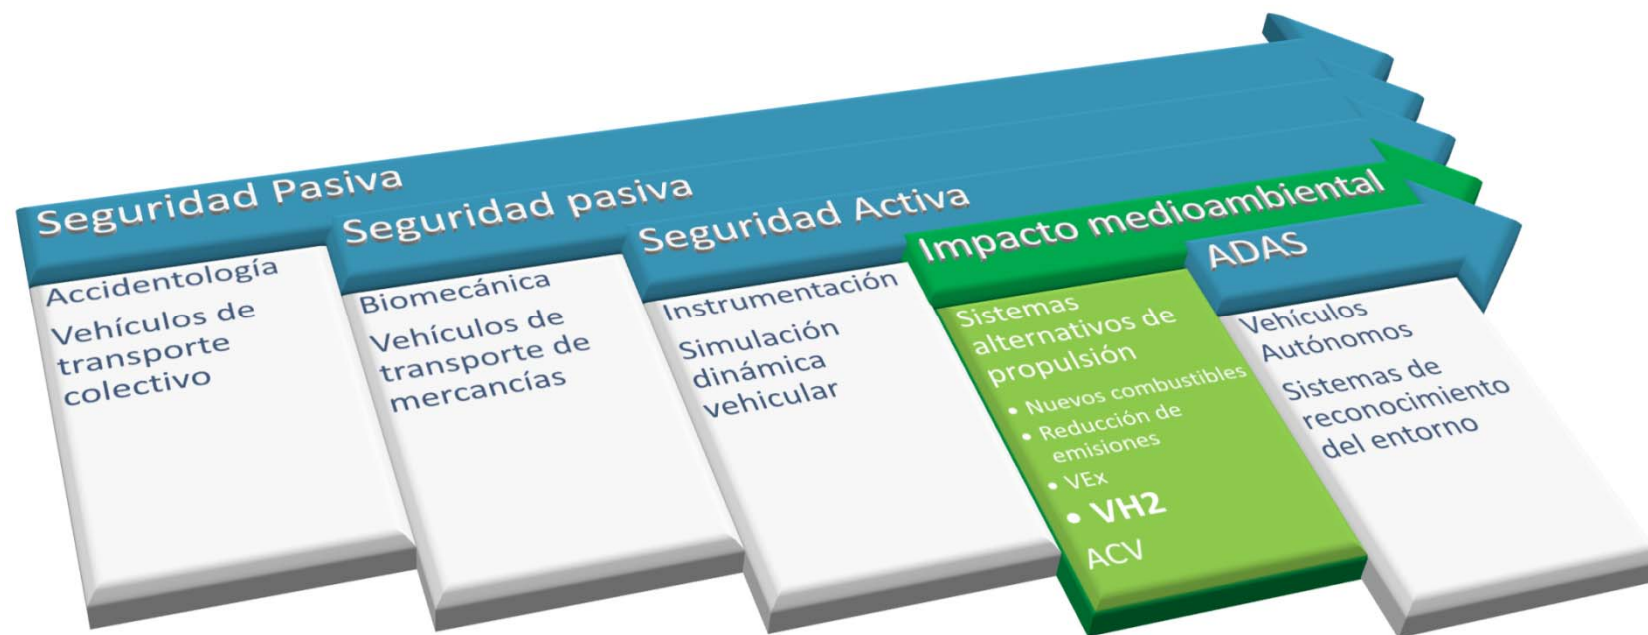 Seguridad Pasiva
Accidentología
Vehículos de
transporte
colectivo
Seguridad pasiva
Biomecánica
Vehículos de
transporte de
mercancías
Seguridad Activa
Instrumentación
Simulación
dinámica
vehicular
Impacto medioambiental
Sistemas
alternativos de
propulsión
• Nuevos combustibles
• Reducción de
emisiones
• VEx
• VH2
ACV
ADAS
Vehículos
Autónomos
Sistemas de
reconocimiento
del entorno